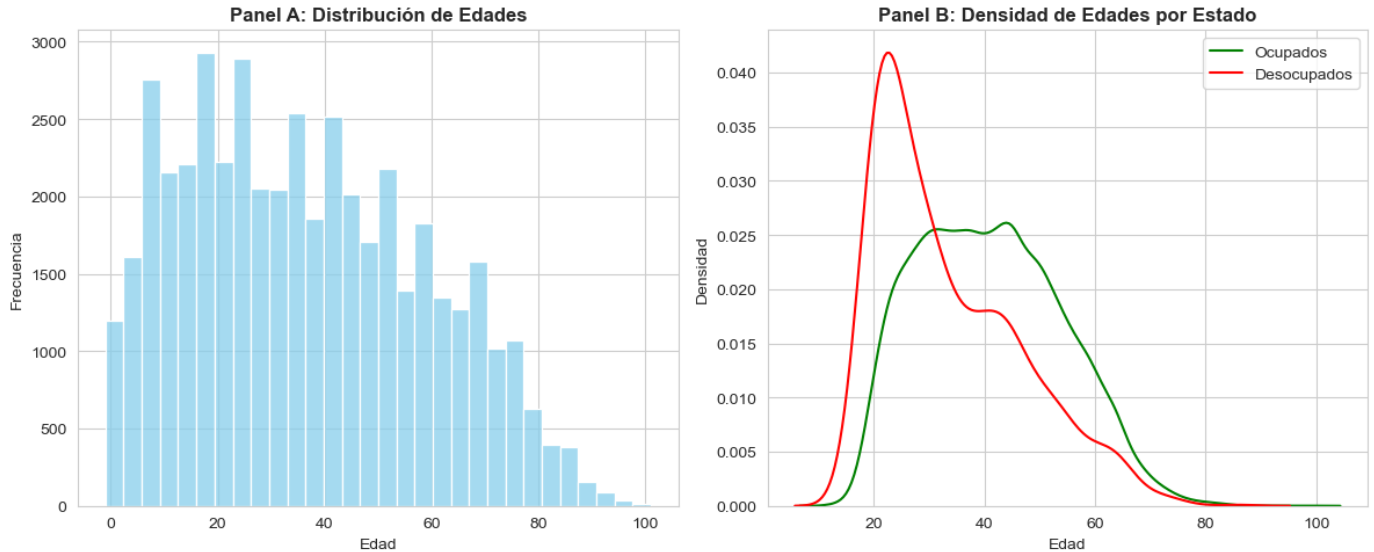 Panel A: Distribución de Edades
3000
2500
2000
1500
1000
500
0
Frecuencia
0 20 40 60 80 100
Edad
Panel B: Densidad de Edades por Estado
Ocupados
Desocupados
0.040
0.035
0.030
0.025
0.020
0.015
0.010
0.005
0.000
Densidad
20 40 60 80 100
Edad